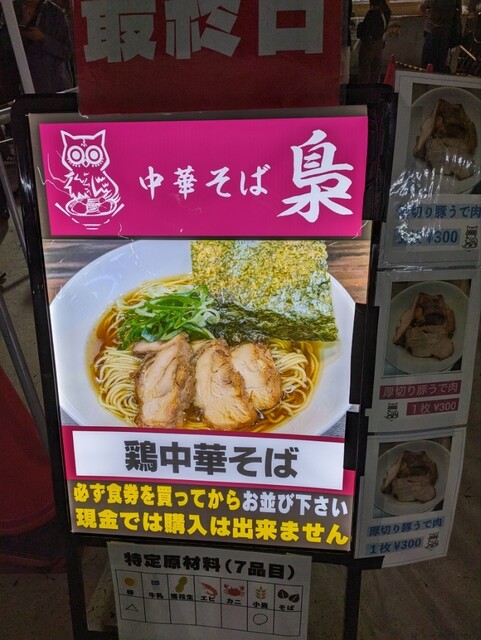 最終日
中華そば 梟
鶏中華そば
必ず食券を買ってからお並び下さい
現金では購入は出来ません
特定原材料(7品目)
卵 牛乳 落花生 エビ カニ 小麦 そば
△ 〇
厚切り豚うで肉
1枚 ¥300
厚切り豚うで肉
1枚 ¥300
厚切り豚うで肉
1枚 ¥300